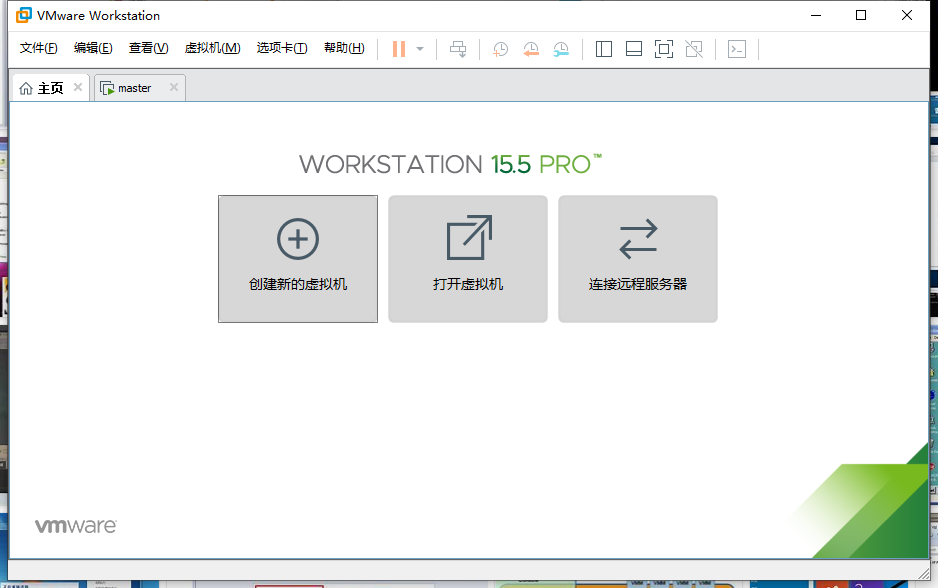 VMware Workstation
文件(F) 编辑(E) 查看(V) 虚拟机(M) 选项卡(T) 帮助(H)
主页 master
WORKSTATION 15.5 PRO™
创建新的虚拟机 打开虚拟机 连接远程服务器
vmware